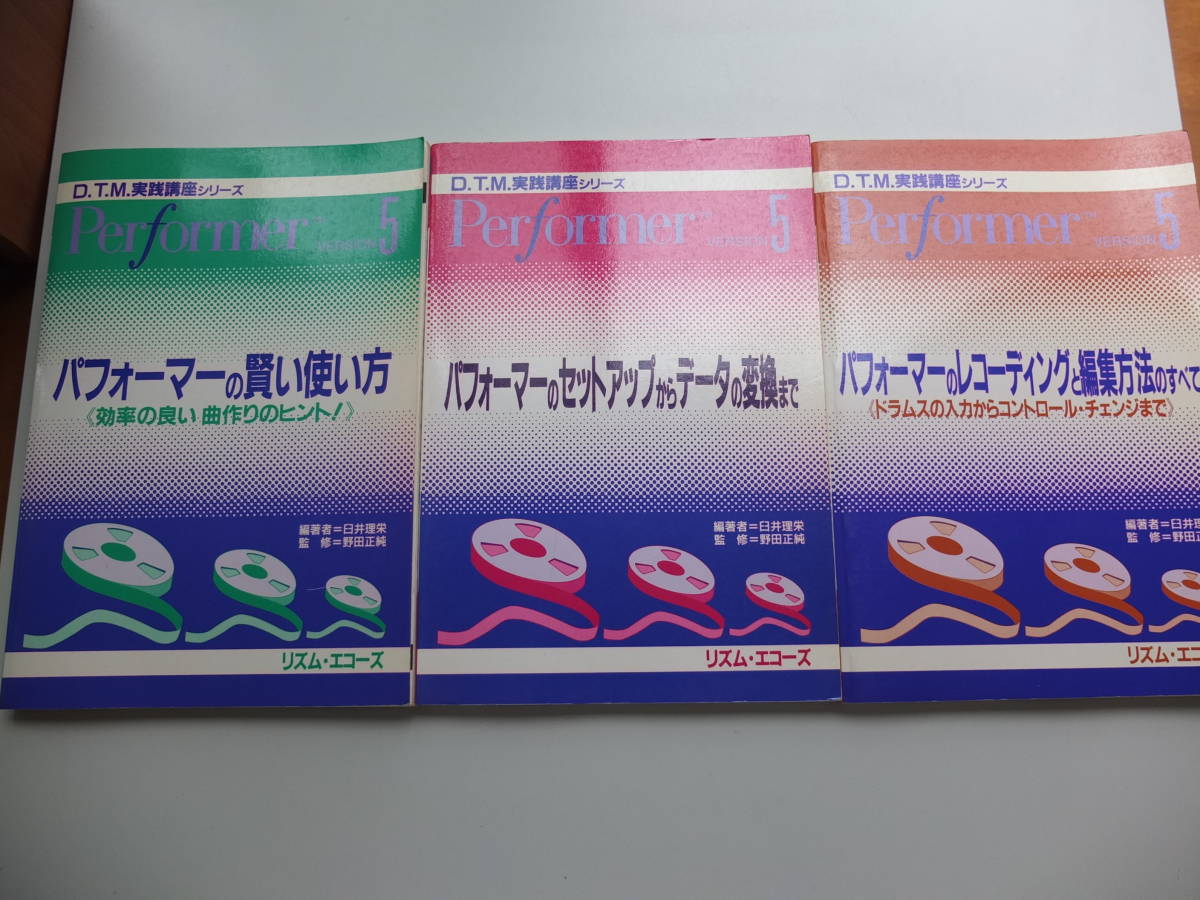 D.T.M.実践講座シリーズ
Performer™ VERSION 5
パフォーマーの賢い使い方
《効率の良い 曲作りのヒント!》
編著者=臼井理栄
監 修=野田正純
リズム・エコーズ
D.T.M.実践講座シリーズ
Performer™ VERSION 5
パフォーマーのセットアップからデータの変換まで
編著者=臼井理栄
監 修=野田正純
リズム・エコーズ
D.T.M.実践講座シリーズ
Performer™ VERSION 5
パフォーマーのレコーディングと編集方法のすべて
《ドラムスの入力からコントロール・チェンジまで》
編著者=臼井理
監 修=野田正
リズム・エコ